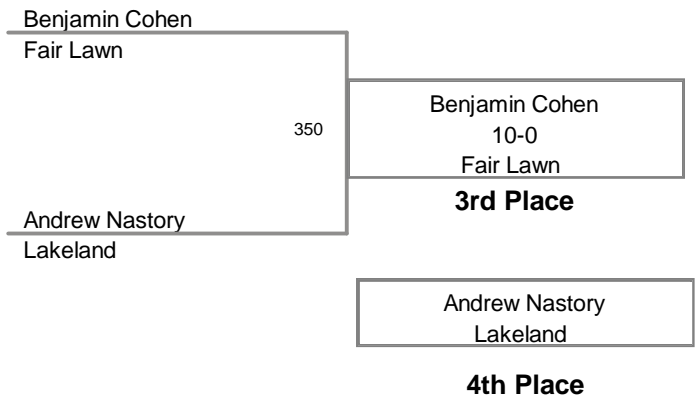 Benjamin Cohen
Fair Lawn
350
Benjamin Cohen
10-0
Fair Lawn
3rd Place
Andrew Nastory
Lakeland
Andrew Nastory
Lakeland
4th Place